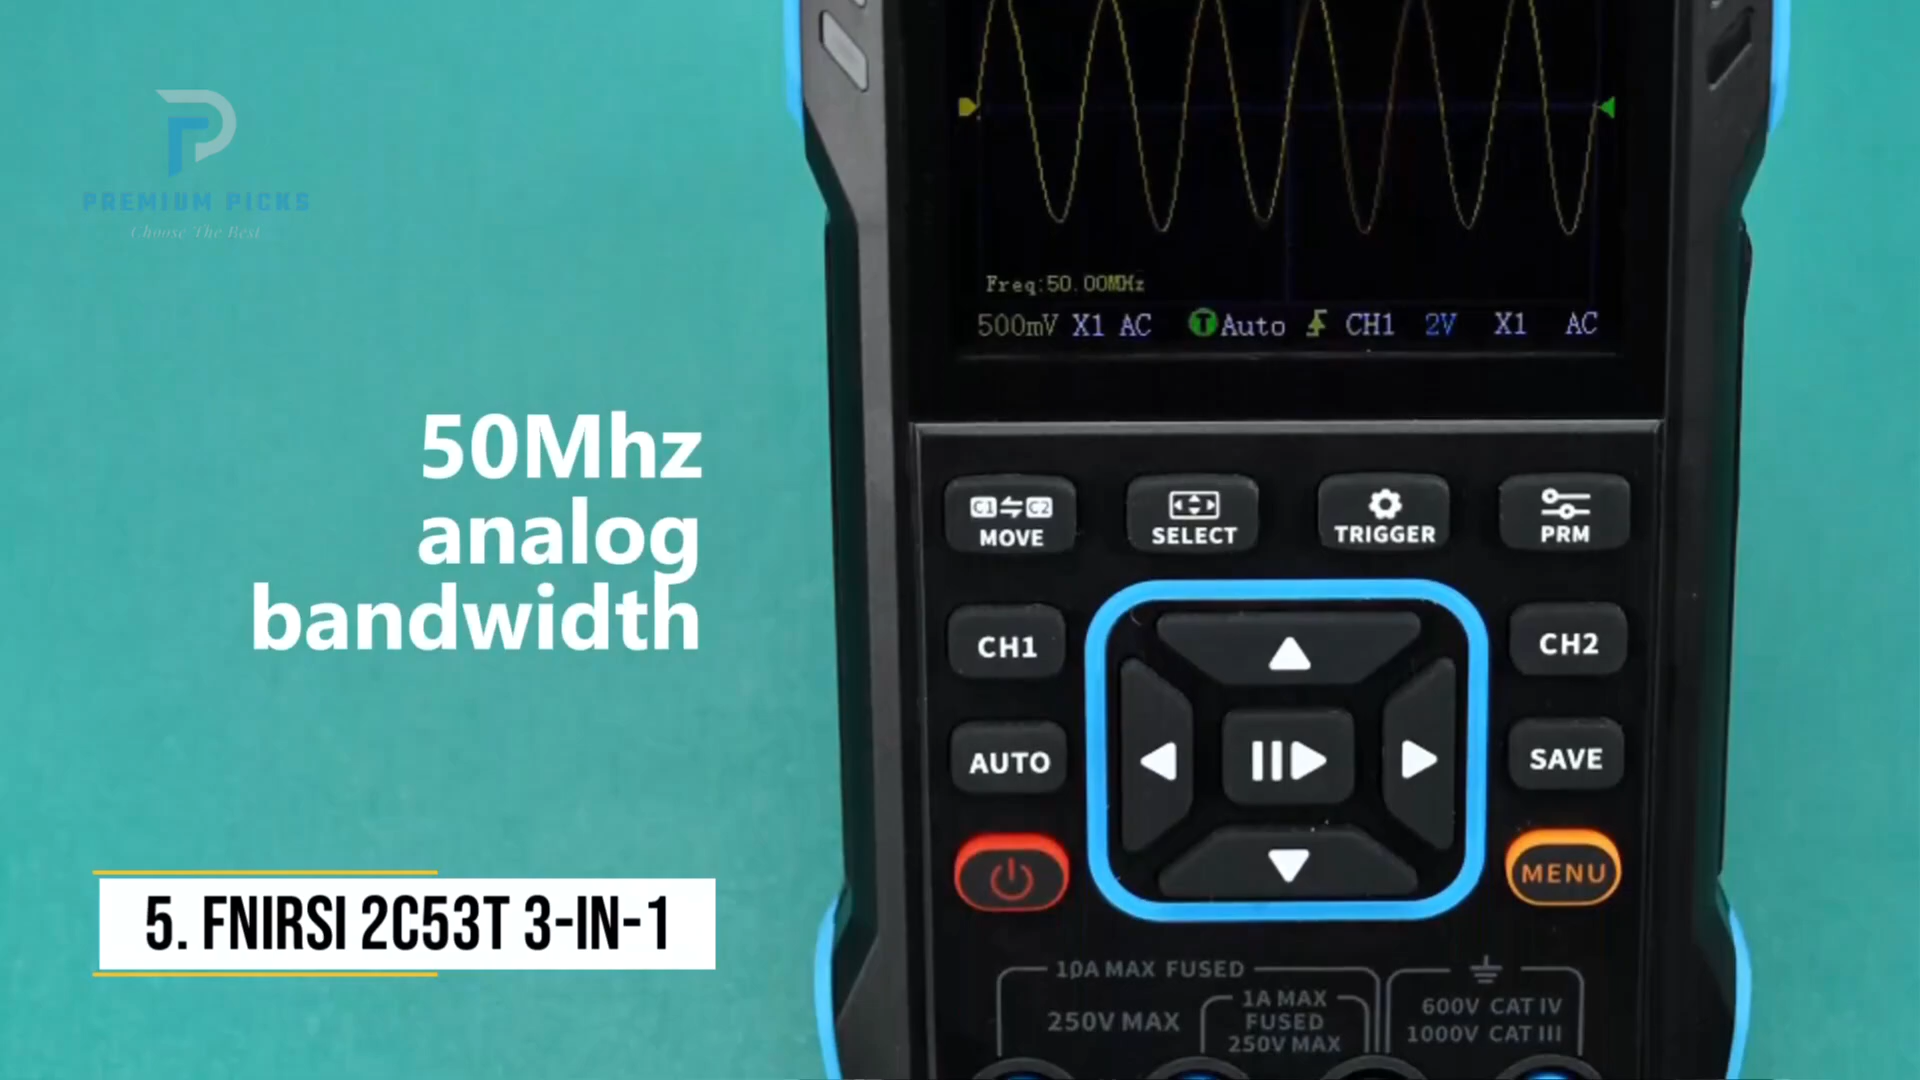 PREMIUM PICKS
Choose The Best
50Mhz
analog
bandwidth
5. FNIRSI 2C53T 3-IN-1
Freq:50.00MHz
500mV X1 AC T Auto CH1 2V X1 AC
C1 C2
MOVE
SELECT
TRIGGER
PRM
CH1
CH2
AUTO
SAVE
MENU
10A MAX FUSED
250V MAX
1A MAX
FUSED
250V MAX
600V CAT IV
1000V CAT III